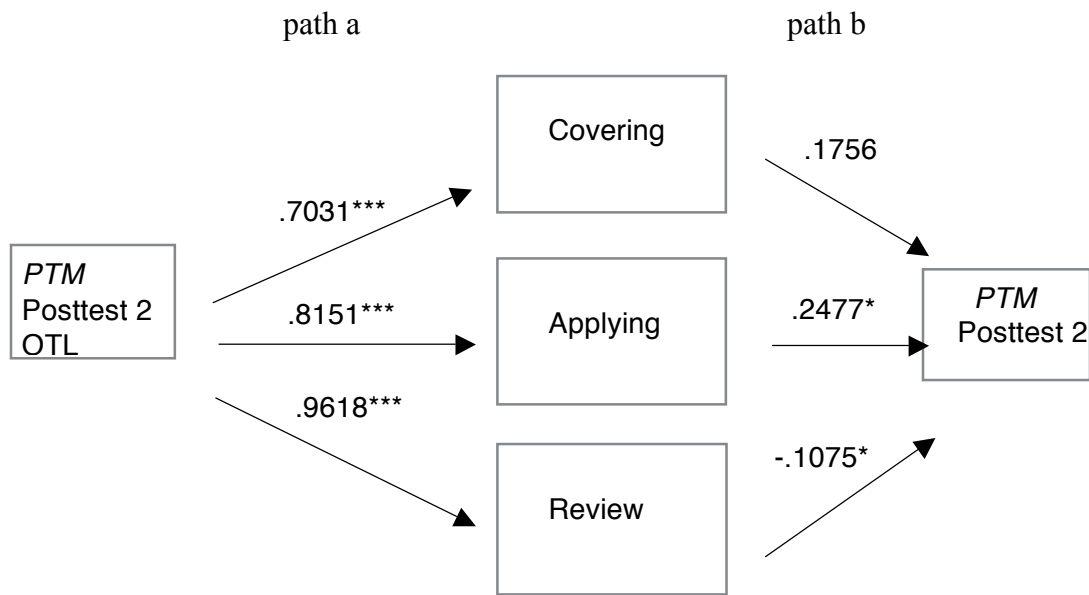 path a
path b
Covering
.1756
.7031***
PTM
Posttest 2
OTL
.8151***
Applying
.2477*
PTM
Posttest 2
.9618***
-.1075*
Review